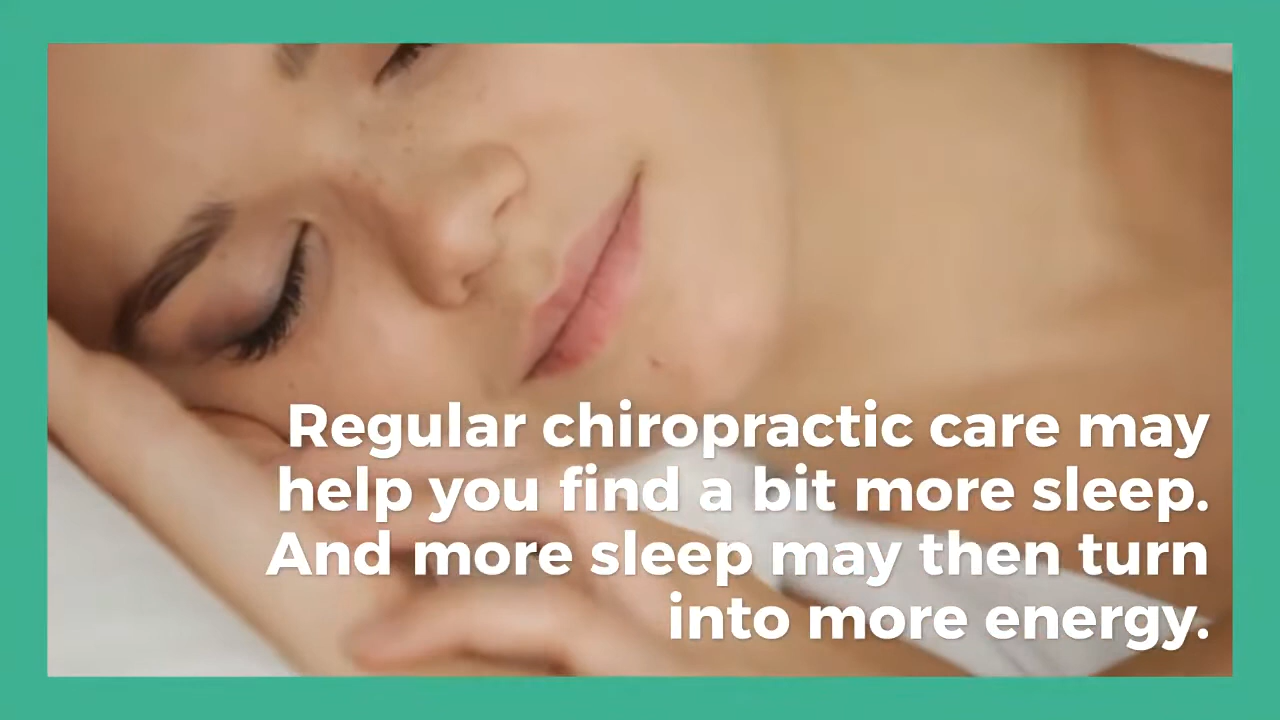 Regular chiropractic care may
help you find a bit more sleep.
And more sleep may then turn
into more energy.